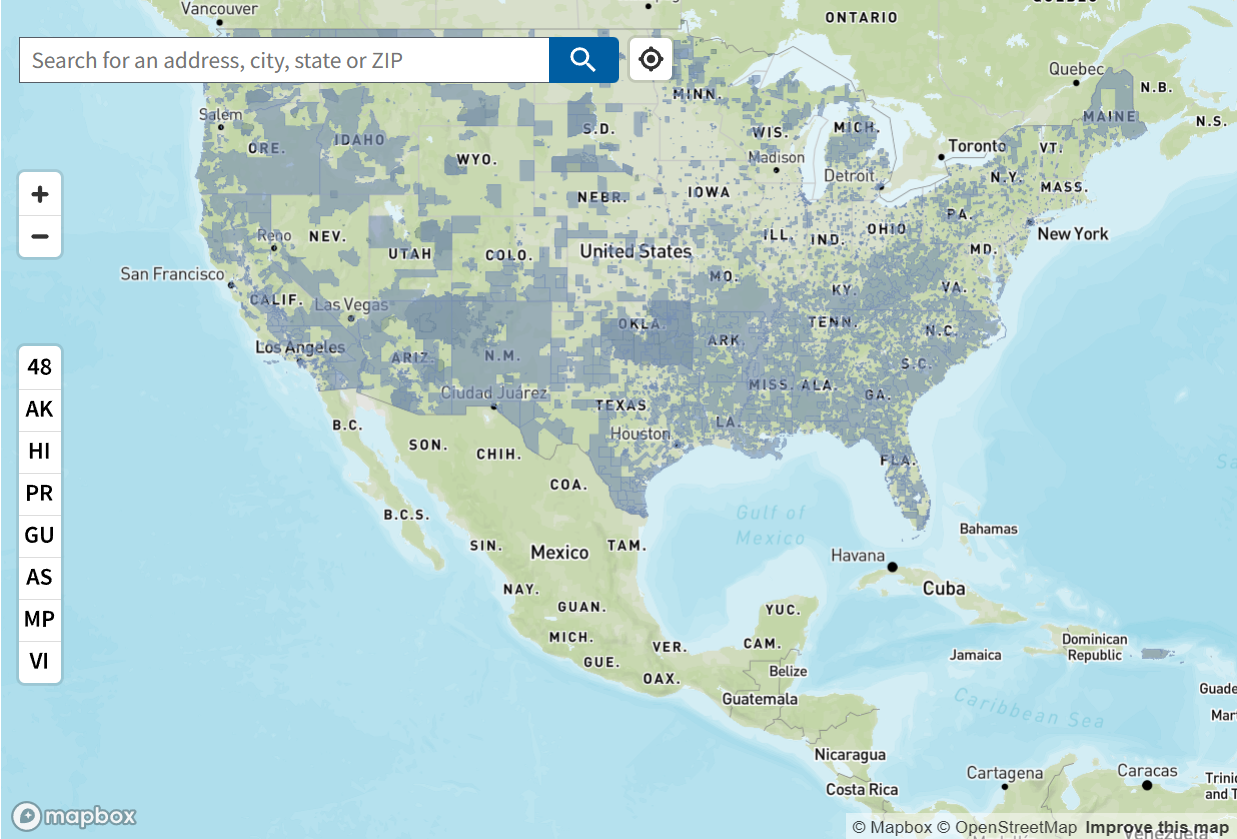 Vancouver
ONTARIO
Search for an address, city, state or ZIP
Quebec
N.B.
MINN.
Salem
MAINE
N.S.
S.D.
WIS.
MICH.
ORE.
IDAHO
WYO.
Madison
Toronto
VT.
Detroit
N.Y.
MASS.
NEBR.
IOWA
PA.
Reno
NEV.
ILL.
IND.
OHIO
New York
UTAH
COLO.
United States
MD.
San Francisco
MO.
KY.
VA.
CALIF.
Las Vegas
OKLA.
TENN.
N.C.
Los Angeles
ARIZ.
N.M.
ARK.
S.C.
Ciudad Juárez
MISS.
ALA.
GA.
TEXAS
B.C.
Houston
LA.
SON.
CHIH.
FLA.
COA.
B.C.S.
Gulf of
Mexico
Bahamas
SIN.
Mexico
TAM.
Havana
NAY.
Cuba
GUAN.
YUC.
MICH.
VER.
CAM.
Dominican
Republic
GUE.
Jamaica
OAX.
Belize
Guatemala
Caribbean Sea
Nicaragua
Costa Rica
Cartagena
Caracas
+
−
48
AK
HI
PR
GU
AS
MP
VI
mapbox
© Mapbox © OpenStreetMap Improve this map